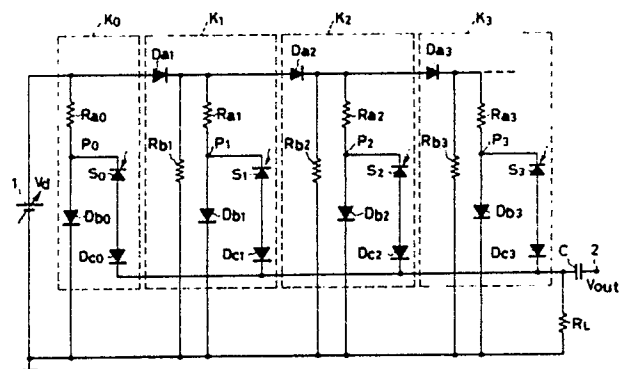 K0 K1 K2 K3
Da1 Da2 Da3
Ra0 Ra1 Ra2 Ra3
P0 P1 P2 P3
Rb1 Rb2 Rb3
S0 S1 S2 S3
1 Vd
Db0 Db1 Db2 Db3
Dc0 Dc1 Dc2 Dc3
C 2
Vout
RL